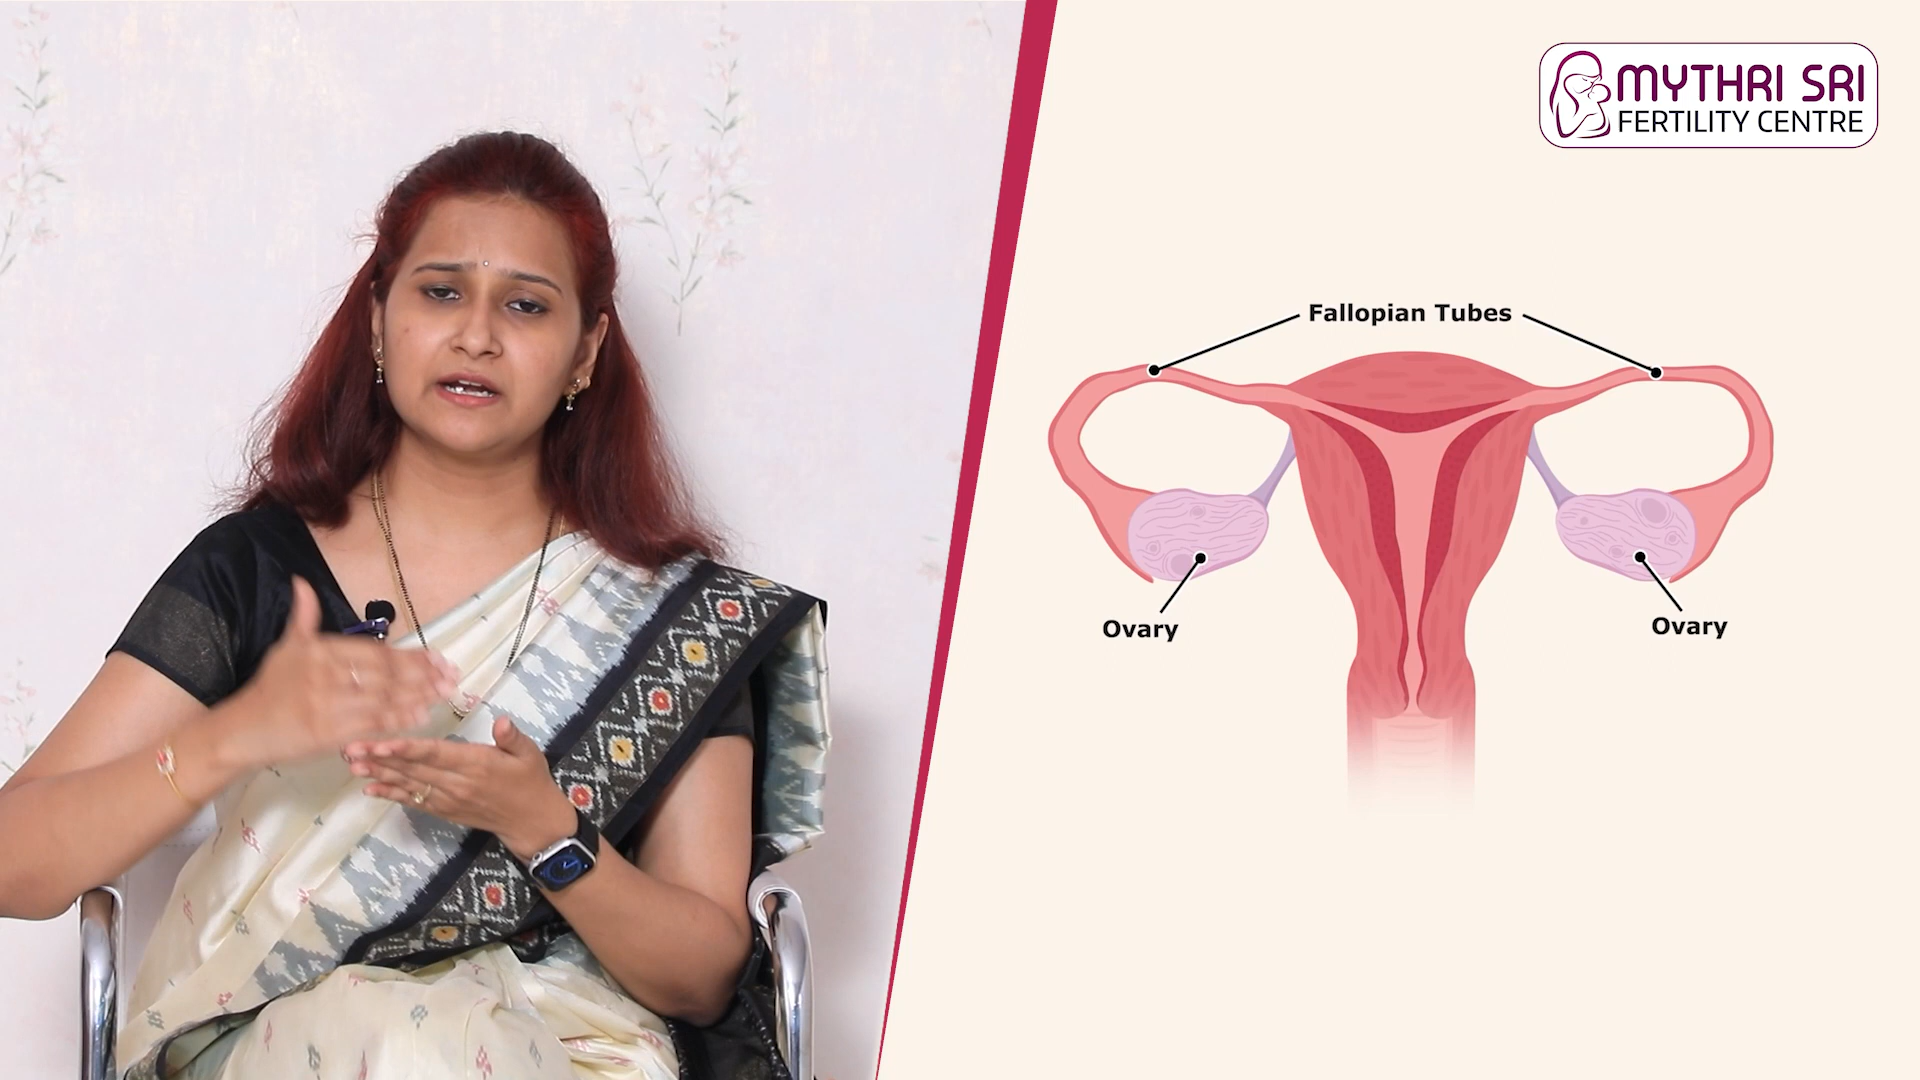 MYTHRI SRI
FERTILITY CENTRE
Fallopian Tubes
Ovary
Ovary